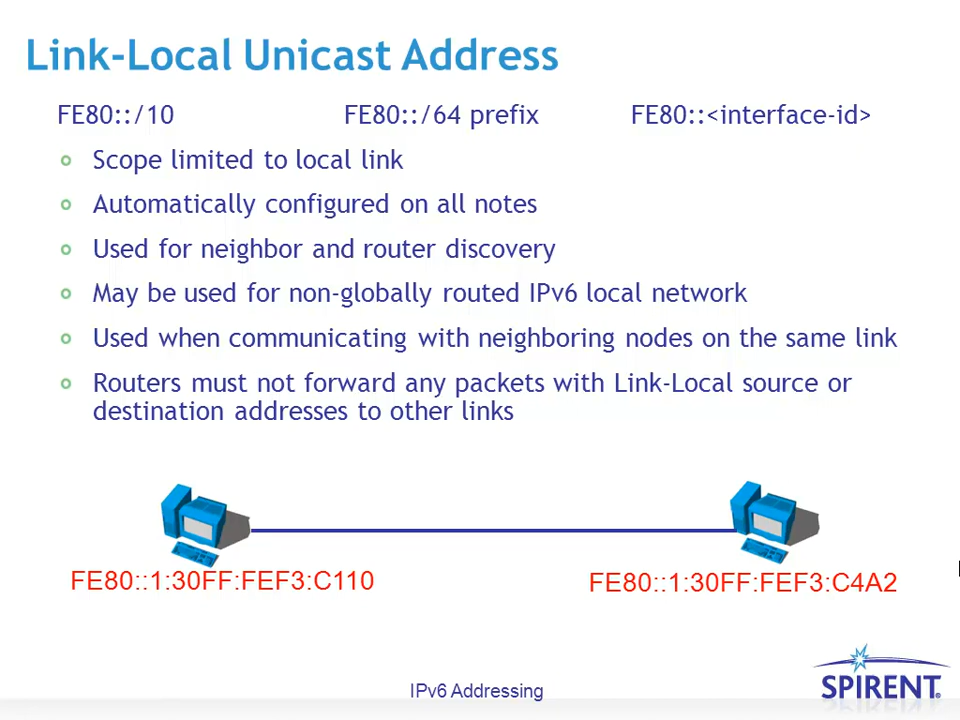 Link-Local Unicast Address
FE80::/10 FE80::/64 prefix FE80::<interface-id>
Scope limited to local link
Automatically configured on all notes
Used for neighbor and router discovery
May be used for non-globally routed IPv6 local network
Used when communicating with neighboring nodes on the same link
Routers must not forward any packets with Link-Local source or
destination addresses to other links
FE80::1:30FF:FEF3:C110
FE80::1:30FF:FEF3:C4A2
IPv6 Addressing
SPIRENT®